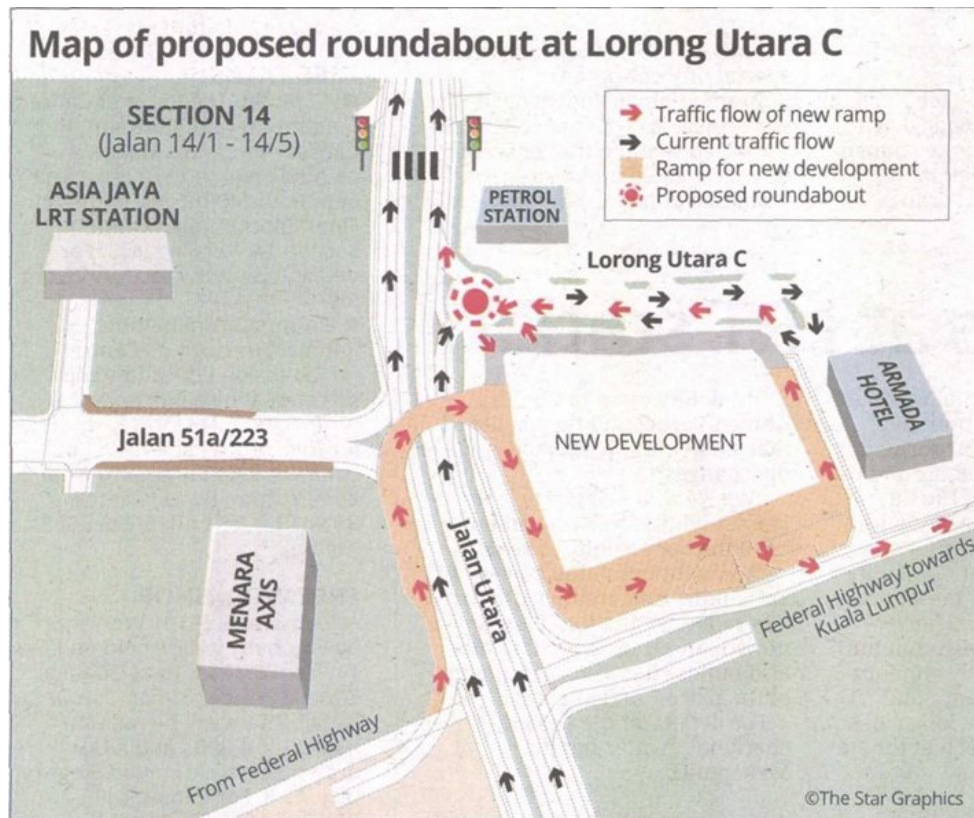 Map of proposed roundabout at Lorong Utara C
SECTION 14
(Jalan 14/1 - 14/5)
Traffic flow of new ramp
Current traffic flow
Ramp for new development
Proposed roundabout
ASIA JAYA
LRT STATION
PETROL
STATION
Lorong Utara C
ARMADA
HOTEL
Jalan 51a/223
NEW DEVELOPMENT
MENARA
AXIS
Jalan Utara
Federal Highway towards
Kuala Lumpur
From Federal Highway
©The Star Graphics